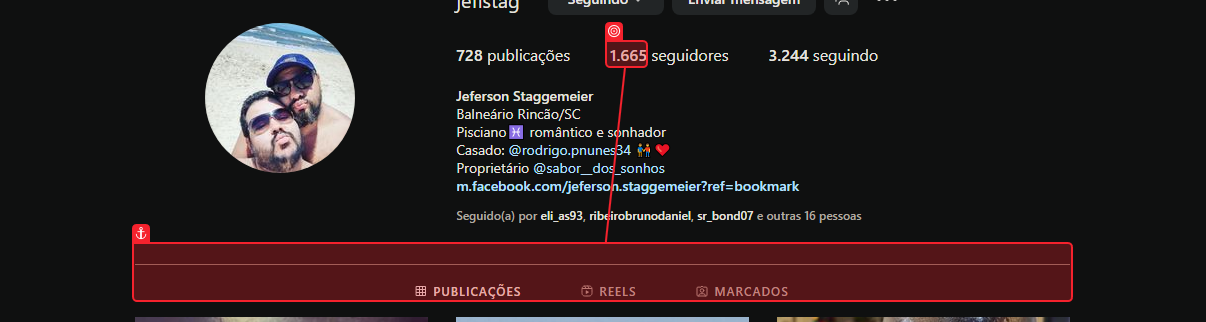 jefistag Seguindo Enviar mensagem
728 publicações 1.665 seguidores 3.244 seguindo
Jeferson Staggemeier
Balneário Rincão/SC
Pisciano ♓ romântico e sonhador
Casado: @rodrigo.pnunes34 👬 ❤️
Proprietário @sabor__dos_sonhos
m.facebook.com/jeferson.staggemeier?ref=bookmark
Seguido(a) por eli_as93, ribeirobrunodaniel, sr_bond07 e outras 16 pessoas
PUBLICAÇÕES REELS MARCADOS